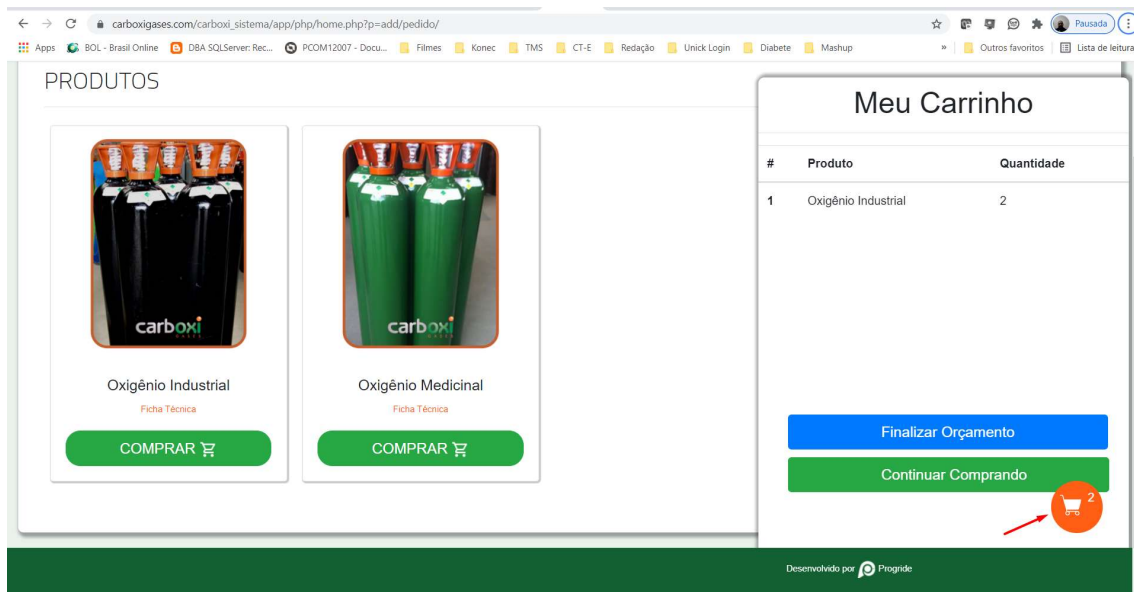 carboxigases.com/carboxi_sistema/app/php/home.php?p=add/pedido/
Pausada
Apps BOL - Brasil Online DBA SQLServer: Rec... PCOM12007 - Docu... Filmes Konec TMS CT-E Redação Unick Login Diabete Mashup » Outros favoritos Lista de leitura
PRODUTOS
carboxi
Oxigênio Industrial
Ficha Técnica
COMPRAR
carboxi
Oxigênio Medicinal
Ficha Técnica
COMPRAR
Meu Carrinho
# Produto Quantidade
1 Oxigênio Industrial 2
Finalizar Orçamento
Continuar Comprando
2
Desenvolvido por Progride